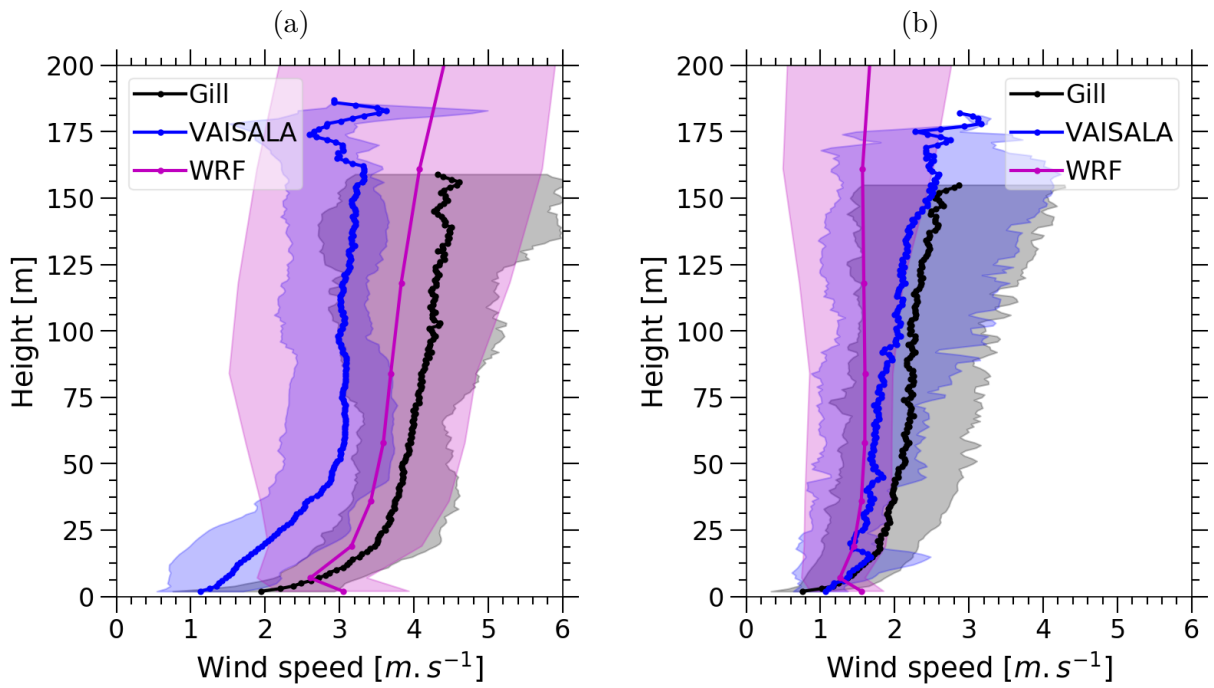 (a)
200
175
150
125
100
75
50
25
0
Height [m]
Gill
VAISALA
WRF
0 1 2 3 4 5 6
Wind speed [m.s⁻¹]
(b)
200
175
150
125
100
75
50
25
0
Height [m]
Gill
VAISALA
WRF
0 1 2 3 4 5 6
Wind speed [m.s⁻¹]